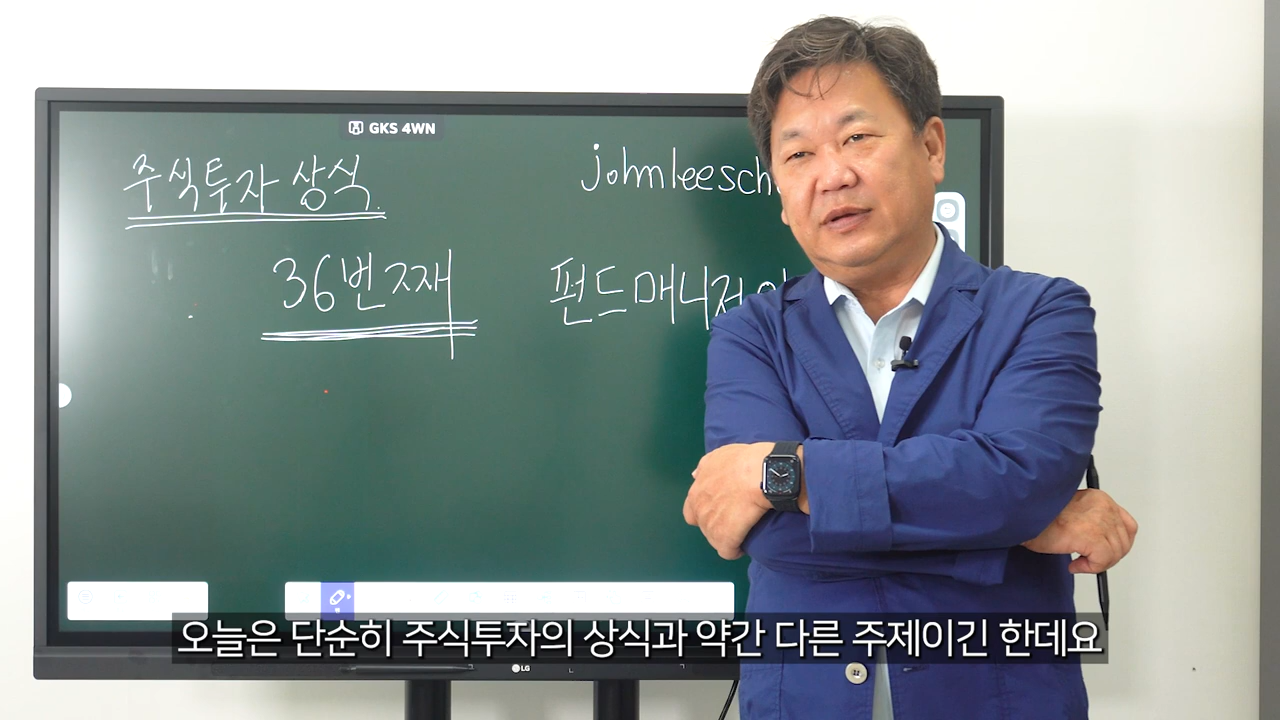 GKS 4WN
주식투자 상식.
johnleesch
36번째
펀드매니저
LG
오늘은 단순히 주식투자의 상식과 약간 다른 주제이긴 한데요